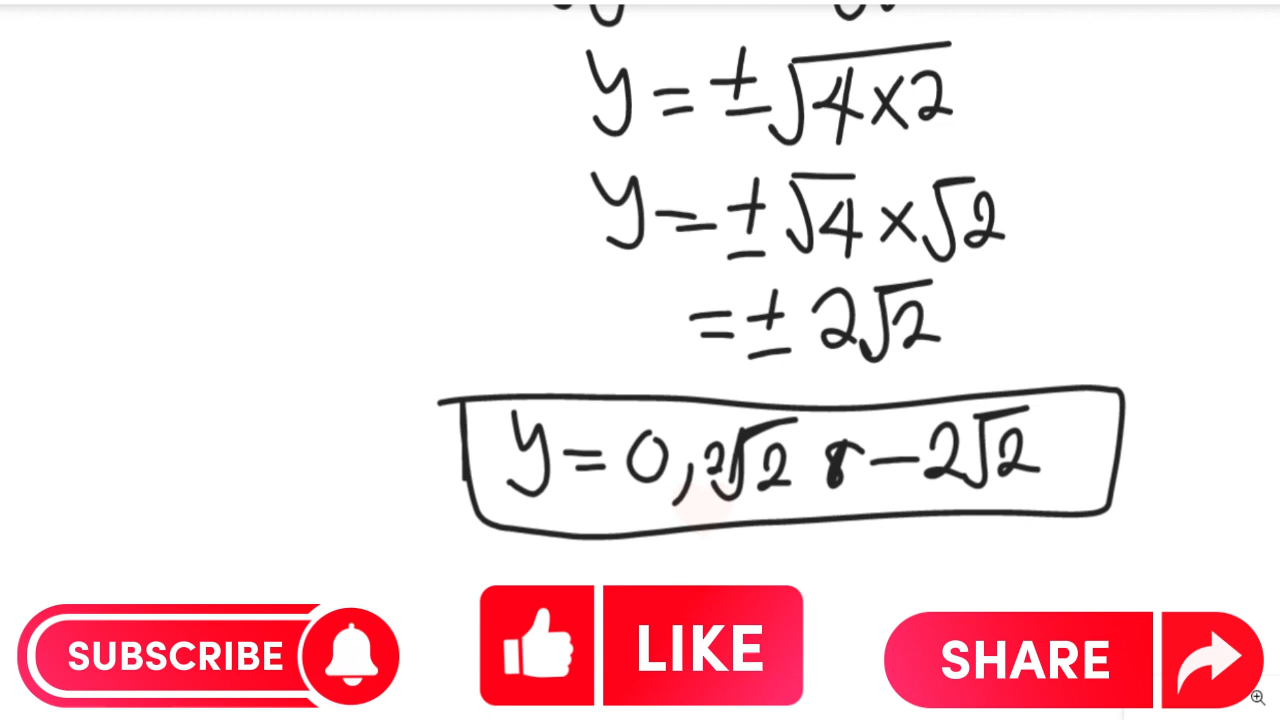 y = ±√4×2
y = ± √4 × √2
= ± 2√2
y = 0, 2√2 & −2√2
SUBSCRIBE
LIKE
SHARE